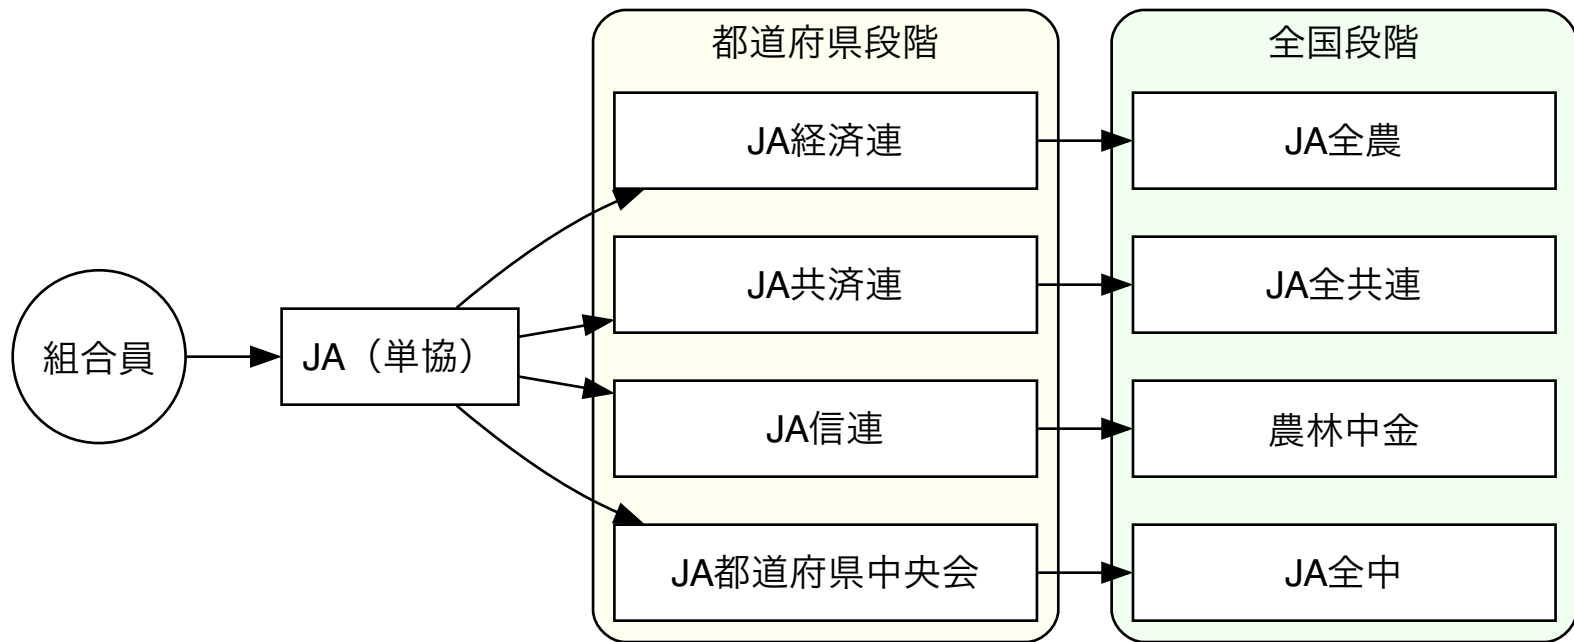 都道府県段階
全国段階
JA経済連
JA全農
JA共済連
JA全共連
組合員
JA（単協）
JA信連
農林中金
JA都道府県中央会
JA全中